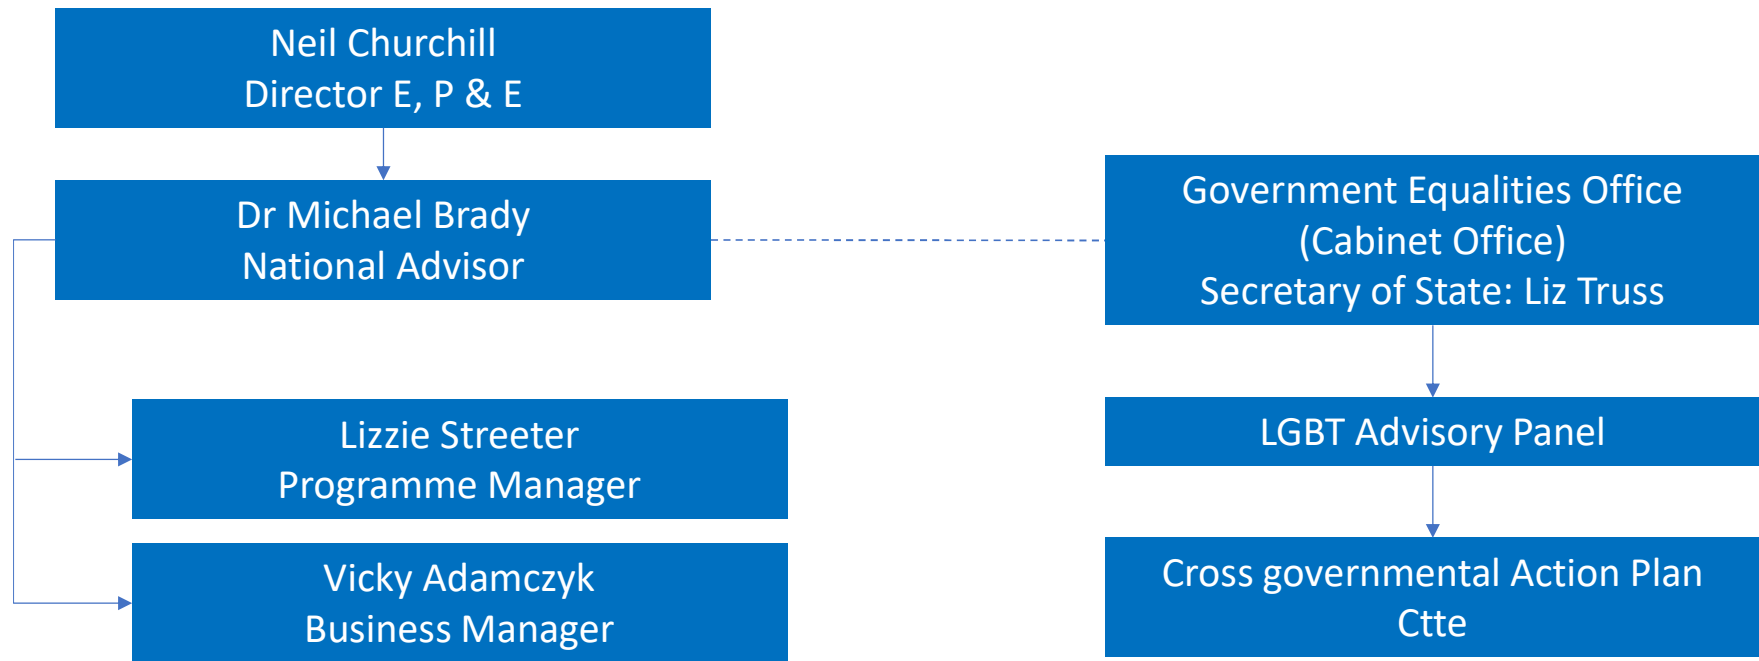 Neil Churchill
Director E, P & E
Dr Michael Brady
National Advisor
Lizzie Streeter
Programme Manager
Vicky Adamczyk
Business Manager
Government Equalities Office
(Cabinet Office)
Secretary of State: Liz Truss
LGBT Advisory Panel
Cross governmental Action Plan
Ctte